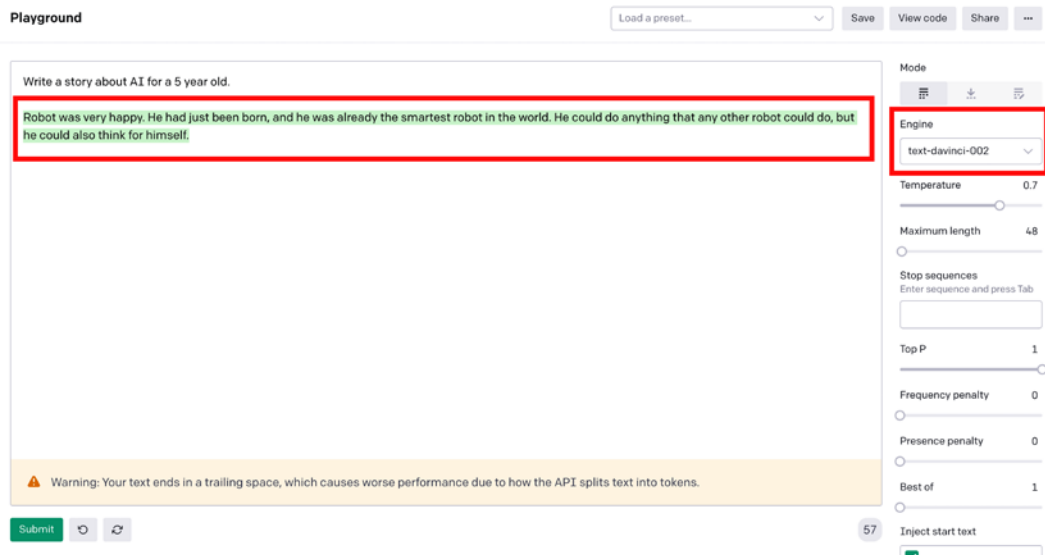 Playground
Load a preset...
Save
View code
Share
...
Write a story about AI for a 5 year old.
Robot was very happy. He had just been born, and he was already the smartest robot in the world. He could do anything that any other robot could do, but
he could also think for himself.
Warning: Your text ends in a trailing space, which causes worse performance due to how the API splits text into tokens.
Submit
57
Mode
Engine
text-davinci-002
Temperature 0.7
Maximum length 48
Stop sequences
Enter sequence and press Tab
Top P 1
Frequency penalty 0
Presence penalty 0
Best of 1
Inject start text